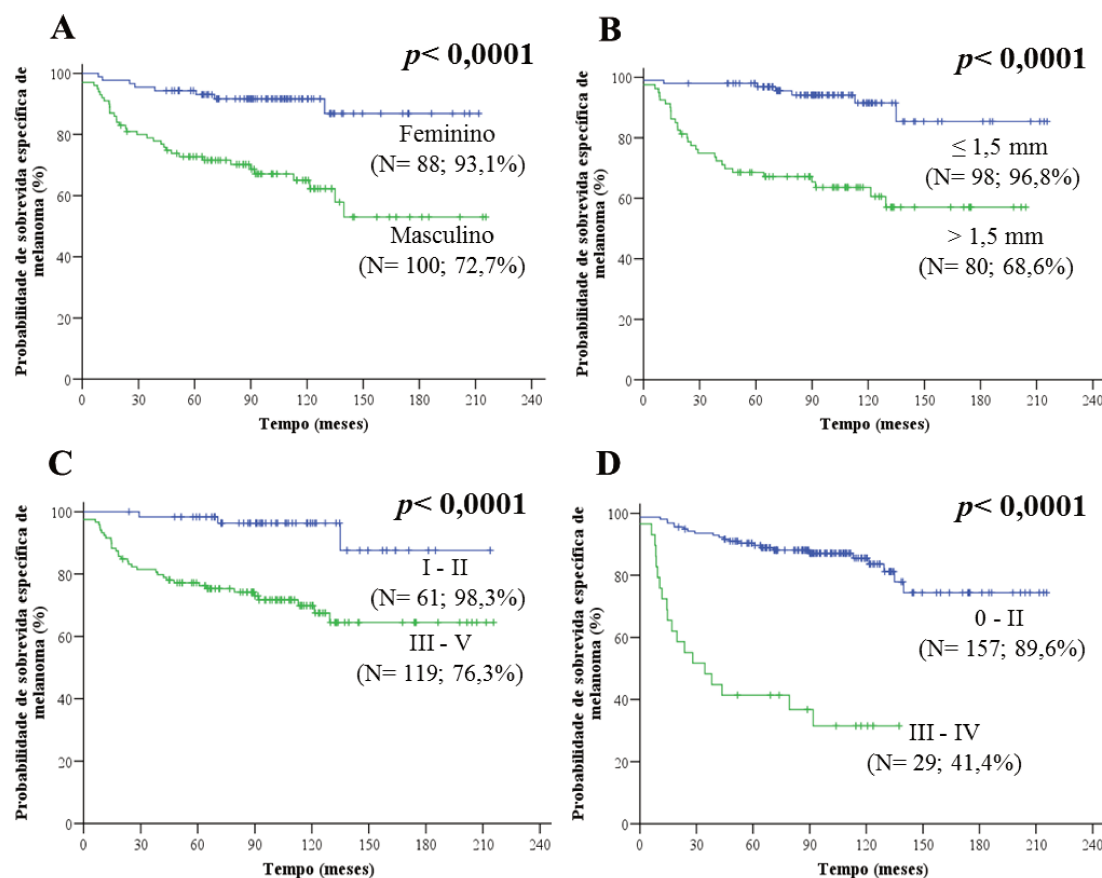 A
p< 0,0001
Probabilidade de sobrevida específica de
melanoma (%)
100
80
60
40
20
0
Feminino
(N= 88; 93,1%)
Masculino
(N= 100; 72,7%)
0 30 60 90 120 150 180 210 240
Tempo (meses)
B
p< 0,0001
Probabilidade de sobrevida específica de
melanoma (%)
100
80
60
40
20
0
≤ 1,5 mm
(N= 98; 96,8%)
> 1,5 mm
(N= 80; 68,6%)
0 30 60 90 120 150 180 210 240
Tempo (meses)
C
p< 0,0001
Probabilidade de sobrevida específica de
melanoma (%)
100
80
60
40
20
0
I - II
(N= 61; 98,3%)
III - V
(N= 119; 76,3%)
0 30 60 90 120 150 180 210 240
Tempo (meses)
D
p< 0,0001
Probabilidade de sobrevida específica de
melanoma (%)
100
80
60
40
20
0
0 - II
(N= 157; 89,6%)
III - IV
(N= 29; 41,4%)
0 30 60 90 120 150 180 210 240
Tempo (meses)